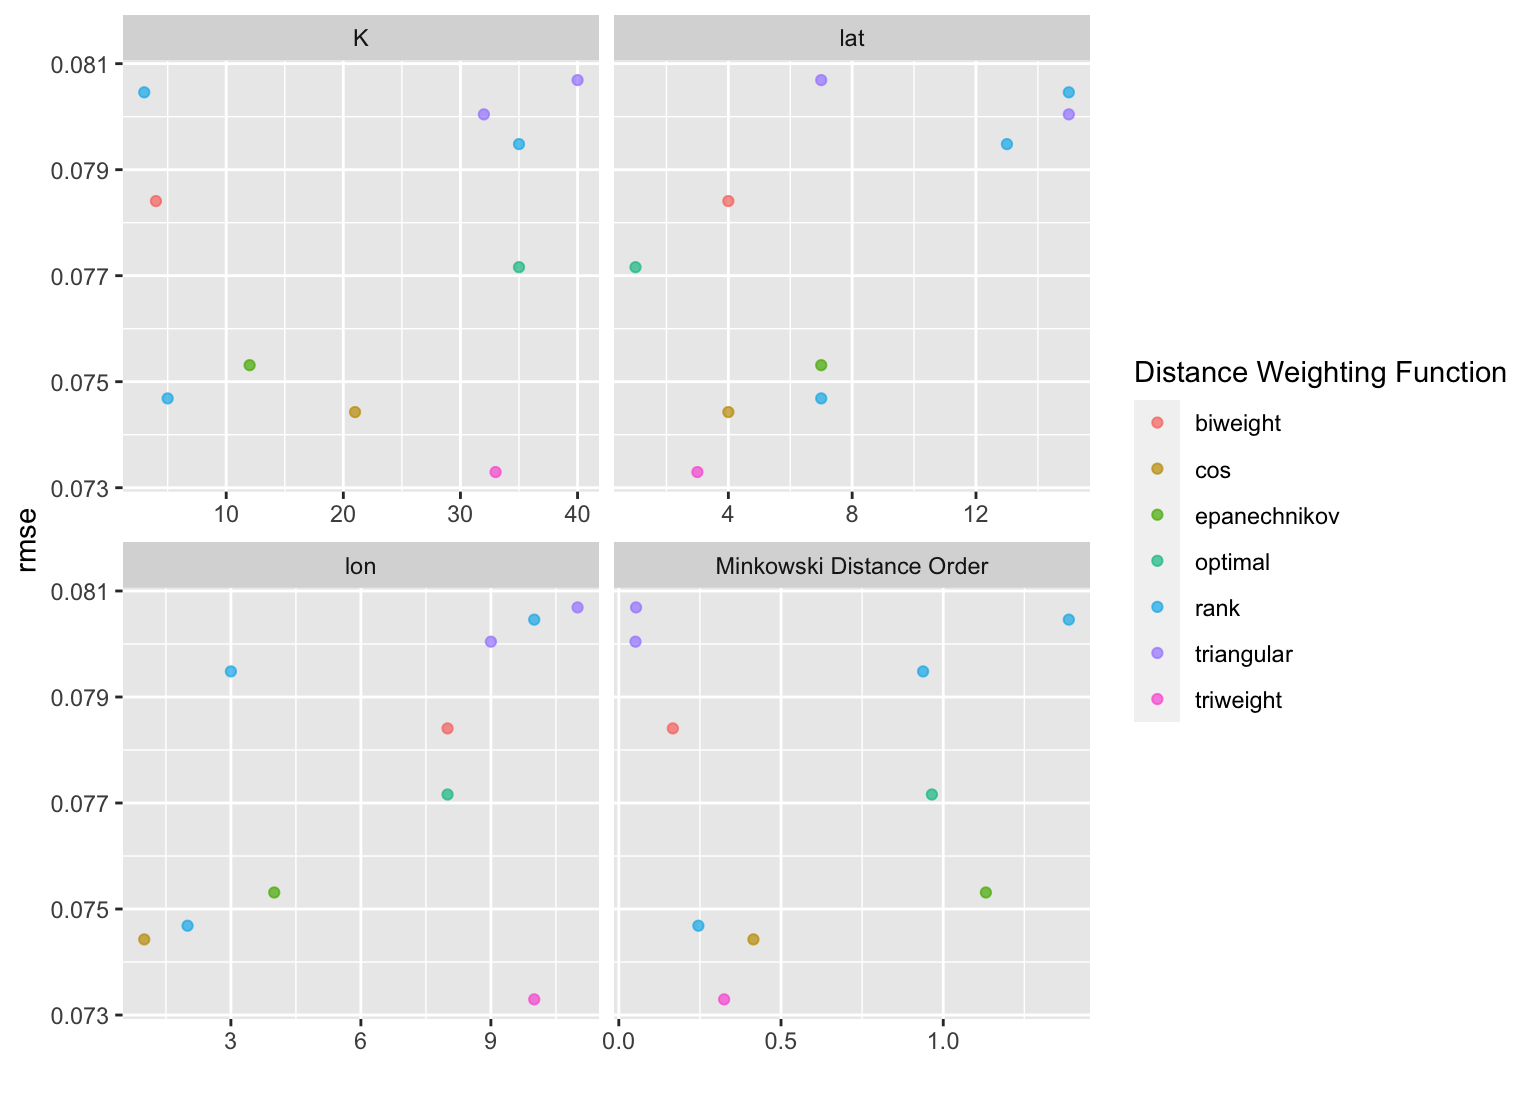 K
lat
0.081
0.079
0.077
0.075
0.073
10 20 30 40
4 8 12
rmse
lon
Minkowski Distance Order
0.081
0.079
0.077
0.075
0.073
3 6 9
0.0 0.5 1.0
Distance Weighting Function
biweight
cos
epanechnikov
optimal
rank
triangular
triweight